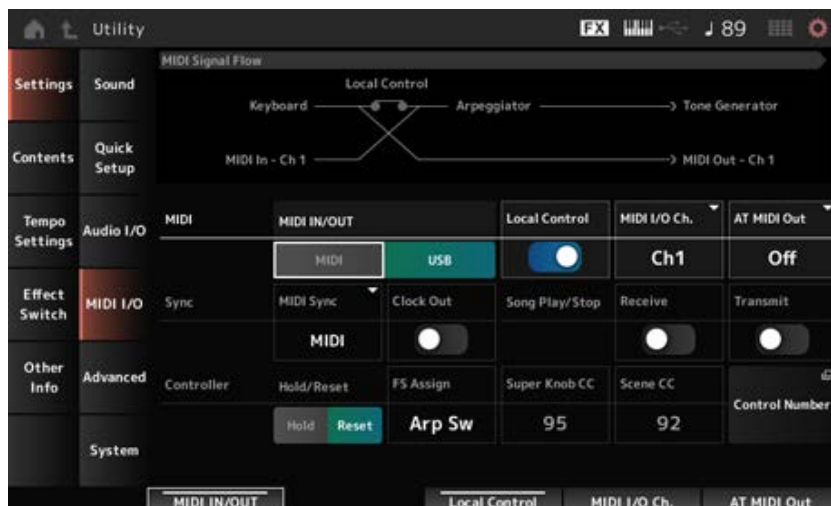 Utility FX ♩ 89
MIDI Signal Flow
Local Control
Keyboard Arpeggiator Tone Generator
MIDI In - Ch 1 MIDI Out - Ch 1
Settings
Contents
Tempo
Settings
Effect
Switch
Other
Info
Sound
Quick
Setup
Audio I/O
MIDI I/O
Advanced
System
MIDI MIDI IN/OUT Local Control MIDI I/O Ch. AT MIDI Out
MIDI USB Ch1 Off
Sync MIDI Sync Clock Out Song Play/Stop Receive Transmit
MIDI
Controller Hold/Reset FS Assign Super Knob CC Scene CC Control Number
Hold Reset Arp Sw 95 92
MIDI IN/OUT Local Control MIDI I/O Ch. AT MIDI Out